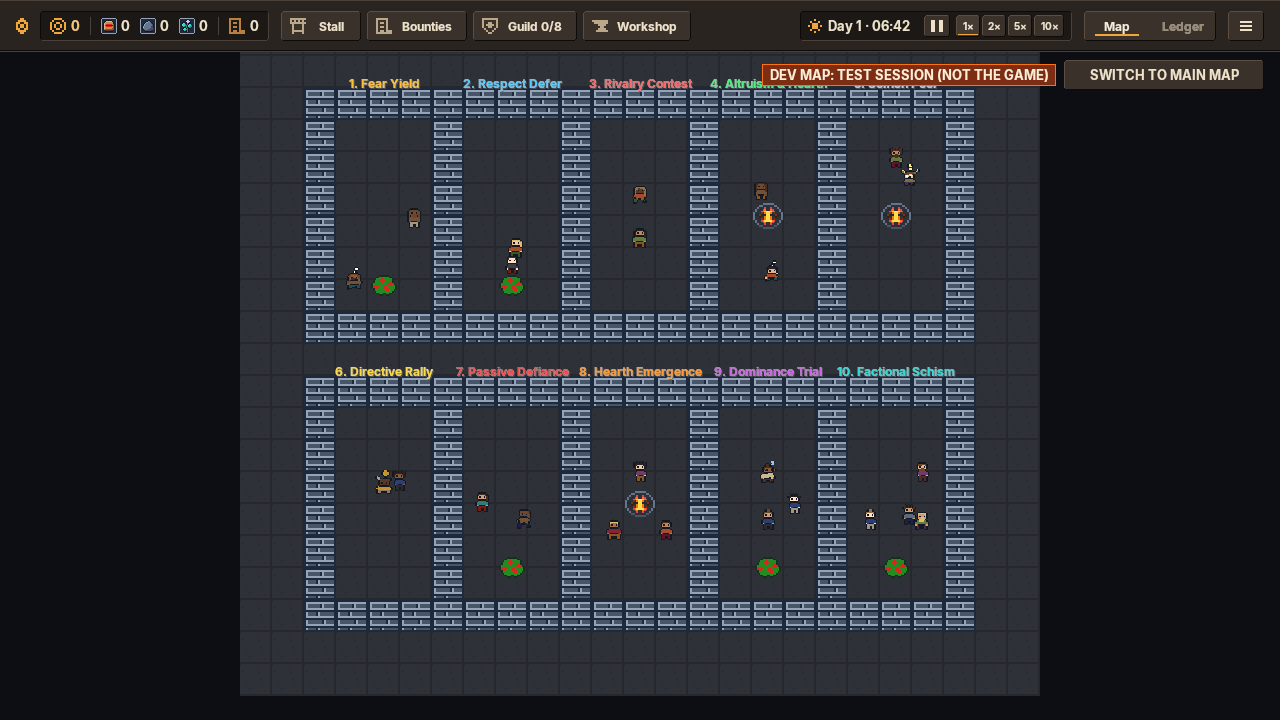 0 0 0 0 0 Stall Bounties Guild 0/8 Workshop Day 1 · 06:42 1× 2× 5× 10× Map Ledger
DEV MAP: TEST SESSION (NOT THE GAME) SWITCH TO MAIN MAP
1. Fear Yield 2. Respect Defer 3. Rivalry Contest 4. Altruism
6. Directive Rally 7. Passive Defiance 8. Hearth Emergence 9. Dominance Trial 10. Factional Schism